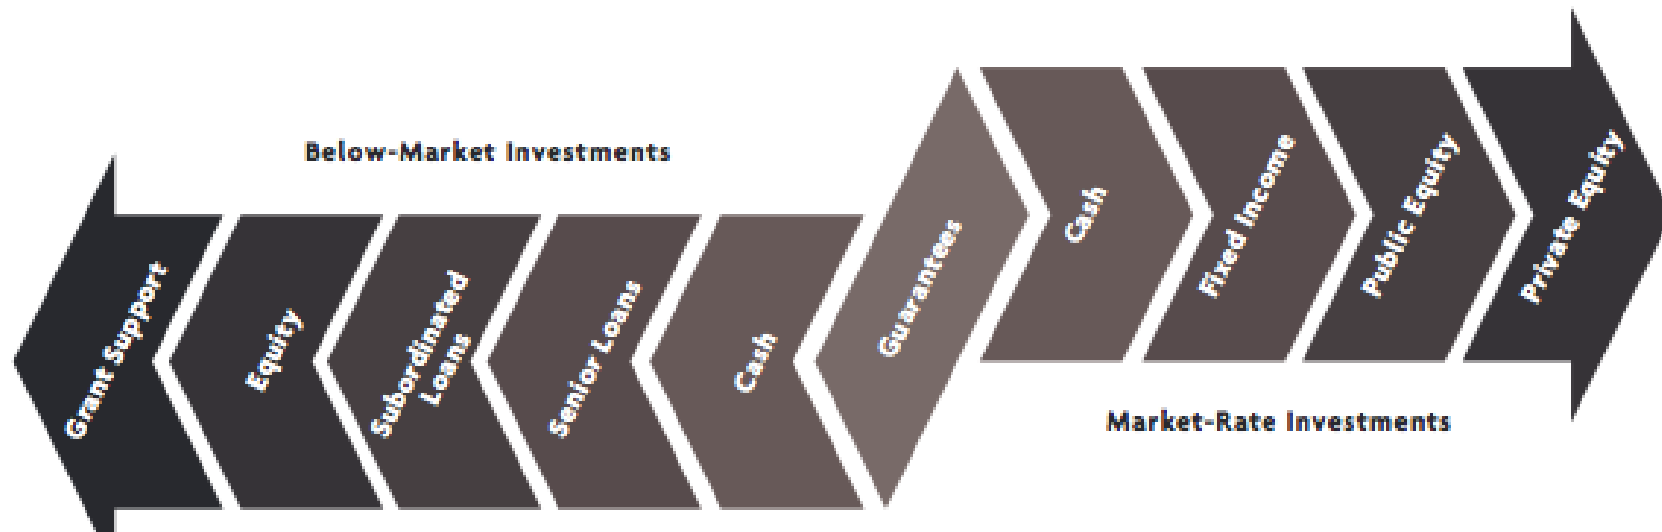 Below-Market Investments
Grant Support
Equity
Subordinated
Loans
Senior Loans
Cash
Guarantees
Cash
Fixed Income
Public Equity
Private Equity
Market-Rate Investments